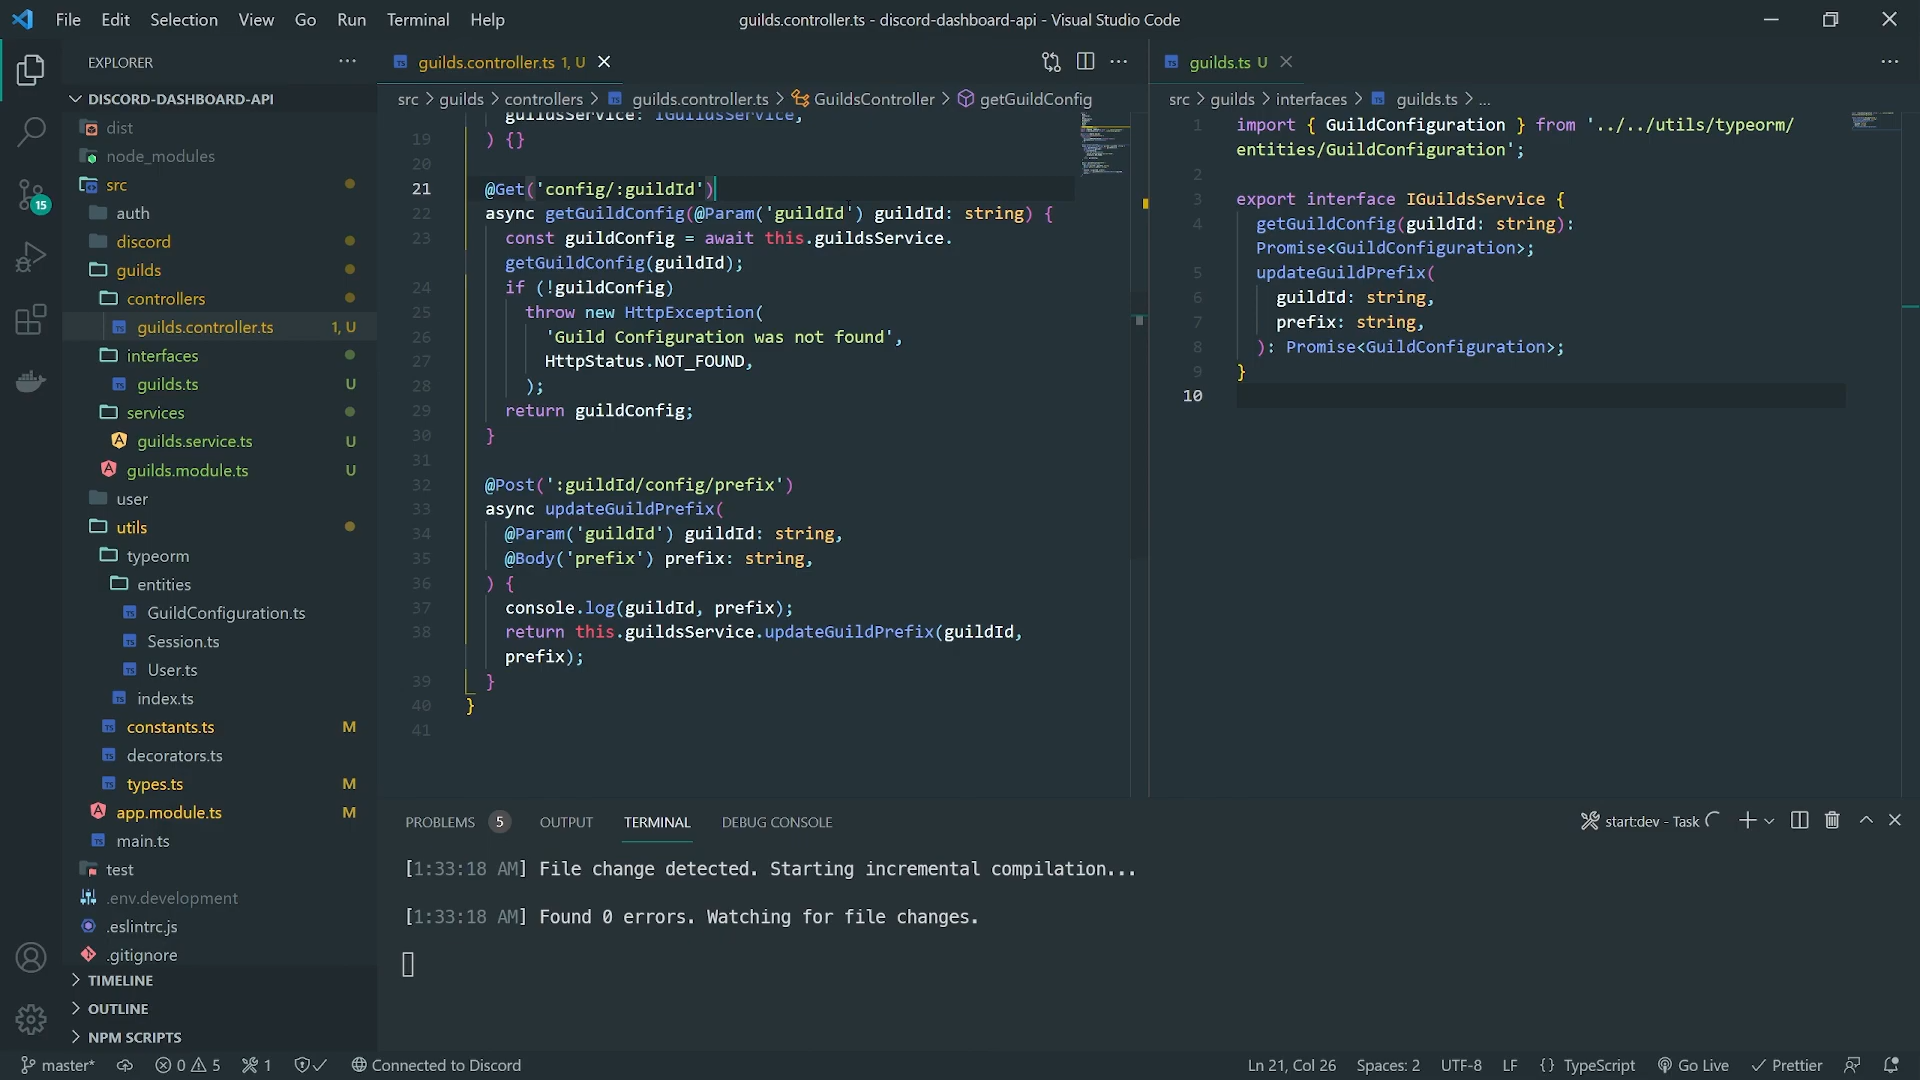 File Edit Selection View Go Run Terminal Help
guilds.controller.ts - discord-dashboard-api - Visual Studio Code
EXPLORER
DISCORD-DASHBOARD-API
dist
node_modules
src
auth
discord
guilds
controllers
guilds.controller.ts 1, U
interfaces
guilds.ts U
services
guilds.service.ts U
guilds.module.ts U
user
utils
typeorm
entities
GuildConfiguration.ts
Session.ts
User.ts
index.ts
constants.ts M
decorators.ts
types.ts M
app.module.ts M
main.ts
test
.env.development
.eslintrc.js
.gitignore
TIMELINE
OUTLINE
NPM SCRIPTS
15
guilds.controller.ts 1, U
src > guilds > controllers > guilds.controller.ts > GuildsController > getGuildConfig
guildsService: IGuildsService,
19 ) {}
20
21 @Get('config/:guildId')
22 async getGuildConfig(@Param('guildId') guildId: string) {
23 const guildConfig = await this.guildsService.
getGuildConfig(guildId);
24 if (!guildConfig)
25 throw new HttpException(
26 'Guild Configuration was not found',
27 HttpStatus.NOT_FOUND,
28 );
29 return guildConfig;
30 }
31
32 @Post(':guildId/config/prefix')
33 async updateGuildPrefix(
34 @Param('guildId') guildId: string,
35 @Body('prefix') prefix: string,
36 ) {
37 console.log(guildId, prefix);
38 return this.guildsService.updateGuildPrefix(guildId,
prefix);
39 }
40 }
41
guilds.ts U
src > guilds > interfaces > guilds.ts > ...
1 import { GuildConfiguration } from '../../utils/typeorm/
entities/GuildConfiguration';
2
3 export interface IGuildsService {
4 getGuildConfig(guildId: string):
Promise<GuildConfiguration>;
5 updateGuildPrefix(
6 guildId: string,
7 prefix: string,
8 ): Promise<GuildConfiguration>;
9 }
10
PROBLEMS 5 OUTPUT TERMINAL DEBUG CONSOLE
start:dev - Task
[1:33:18 AM] File change detected. Starting incremental compilation...
[1:33:18 AM] Found 0 errors. Watching for file changes.
master* 0 5 1 Connected to Discord
Ln 21, Col 26 Spaces: 2 UTF-8 LF {} TypeScript Go Live Prettier